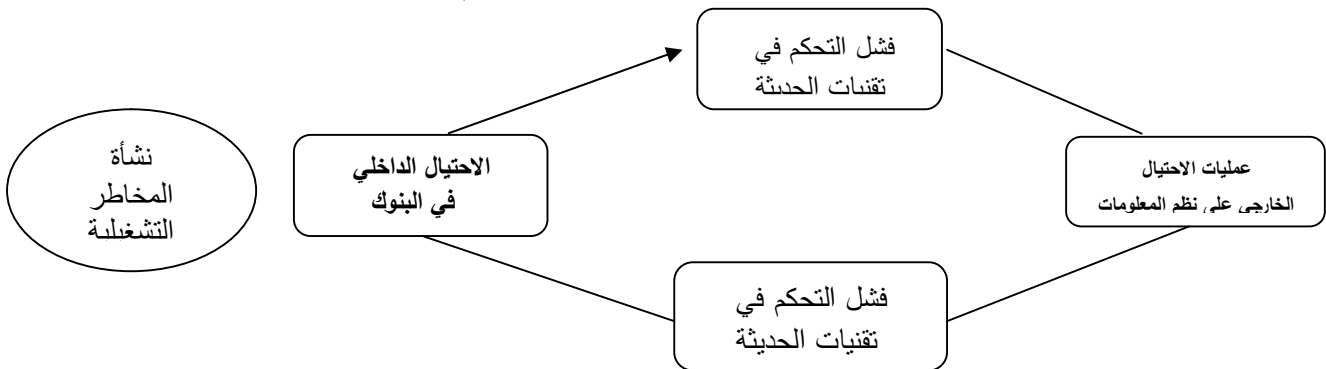 نشأة
المخاطر
التشغيلية
الاحتيال الداخلي
في البنوك
فشل التحكم في
تقنيات الحديثة
عمليات الاحتيال
الخارجي على نظم المعلومات
فشل التحكم في
تقنيات الحديثة